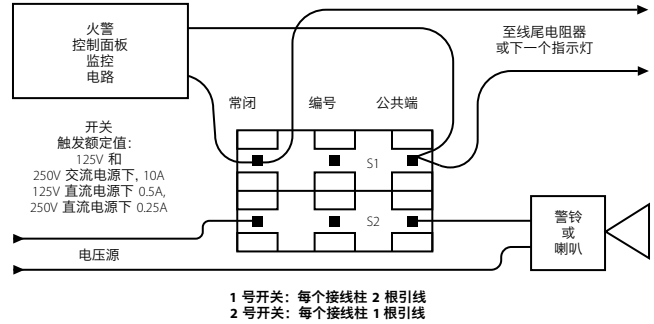 火警
控制面板
监控
电路
至线尾电阻器
或下一个指示灯
常闭
编号
公共端
开关
触发额定值：
125V 和
250V 交流电源下, 10A
125V 直流电源下 0.5A,
250V 直流电源下 0.25A
S1
S2
电压源
警铃
或
喇叭
1 号开关：每个接线柱 2 根引线
2 号开关：每个接线柱 1 根引线